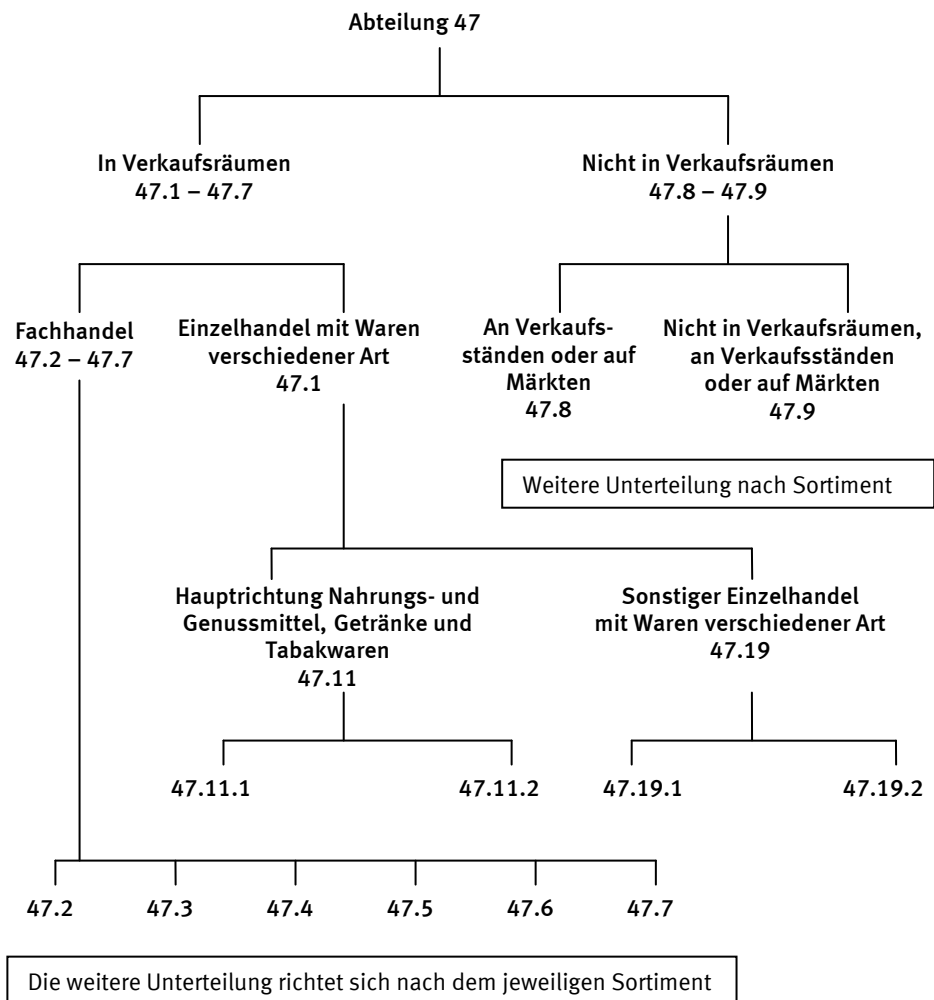 Abteilung 47
In Verkaufsräumen
47.1 – 47.7
Nicht in Verkaufsräumen
47.8 – 47.9
Fachhandel
47.2 – 47.7
Einzelhandel mit Waren
verschiedener Art
47.1
An Verkaufs-
ständen oder auf
Märkten
47.8
Nicht in Verkaufsräumen,
an Verkaufsständen
oder auf Märkten
47.9
Weitere Unterteilung nach Sortiment
Hauptrichtung Nahrungs- und
Genussmittel, Getränke und
Tabakwaren
47.11
Sonstiger Einzelhandel
mit Waren verschiedener Art
47.19
47.11.1
47.11.2
47.19.1
47.19.2
47.2
47.3
47.4
47.5
47.6
47.7
Die weitere Unterteilung richtet sich nach dem jeweiligen Sortiment